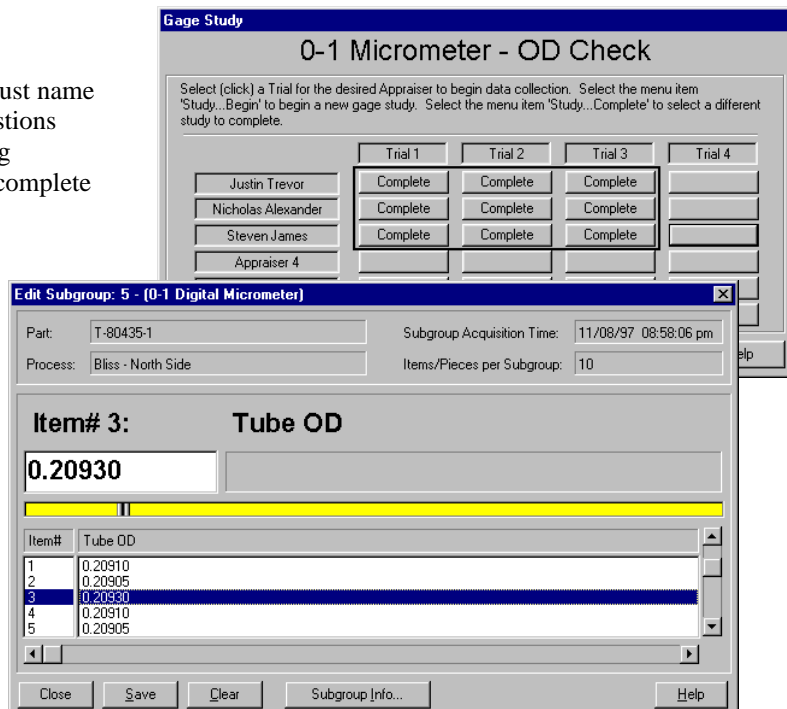 Gage Study
0-1 Micrometer - OD Check
ust name
stions
g
complete
Select (click) a Trial for the desired Appraiser to begin data collection. Select the menu item
'Study...Begin' to begin a new gage study. Select the menu item 'Study...Complete' to select a different
study to complete.
Trial 1 Trial 2 Trial 3 Trial 4
Justin Trevor Complete Complete Complete
Nicholas Alexander Complete Complete Complete
Steven James Complete Complete Complete
Appraiser 4
elp
Edit Subgroup: 5 - (0-1 Digital Micrometer)
Part: T-80435-1 Subgroup Acquisition Time: 11/08/97 08:58:06 pm
Process: Bliss - North Side Items/Pieces per Subgroup: 10
Item# 3: Tube OD
0.20930
Item# Tube OD
1 0.20910
2 0.20905
3 0.20930
4 0.20910
5 0.20905
Close Save Clear Subgroup Info... Help